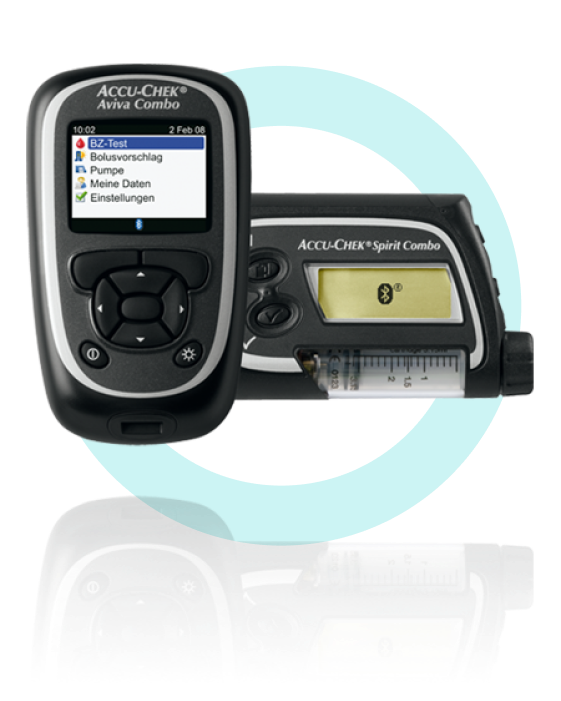 ACCU-CHEK®
Aviva Combo
10:02 2 Feb 08
BZ-Test
Bolusvorschlag
Pumpe
Meine Daten
Einstellungen
ACCU-CHEK® Spirit Combo
®
1
1.5
2
0123